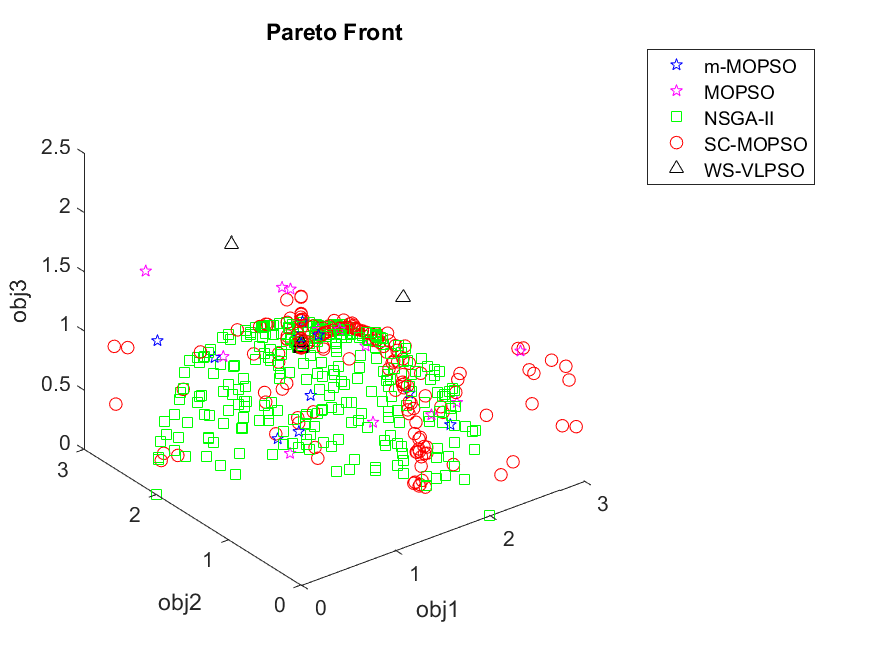 Pareto Front
m-MOPSO
MOPSO
NSGA-II
SC-MOPSO
WS-VLPSO
2.5
2
1.5
1
0.5
0
obj3
3
2
1
0
obj2
0
1
2
3
obj1